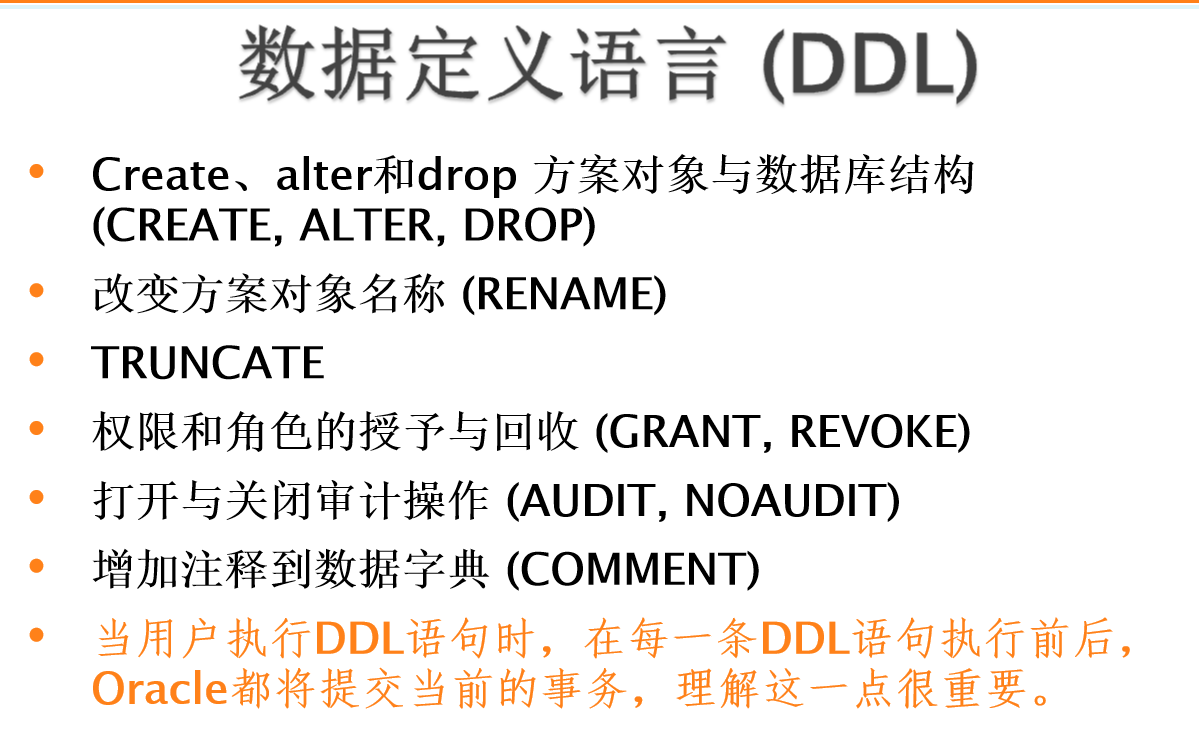 数据定义语言 (DDL)
• Create、alter和drop 方案对象与数据库结构
(CREATE, ALTER, DROP)
• 改变方案对象名称 (RENAME)
• TRUNCATE
• 权限和角色的授予与回收 (GRANT, REVOKE)
• 打开与关闭审计操作 (AUDIT, NOAUDIT)
• 增加注释到数据字典 (COMMENT)
• 当用户执行DDL语句时，在每一条DDL语句执行前后，
Oracle都将提交当前的事务，理解这一点很重要。